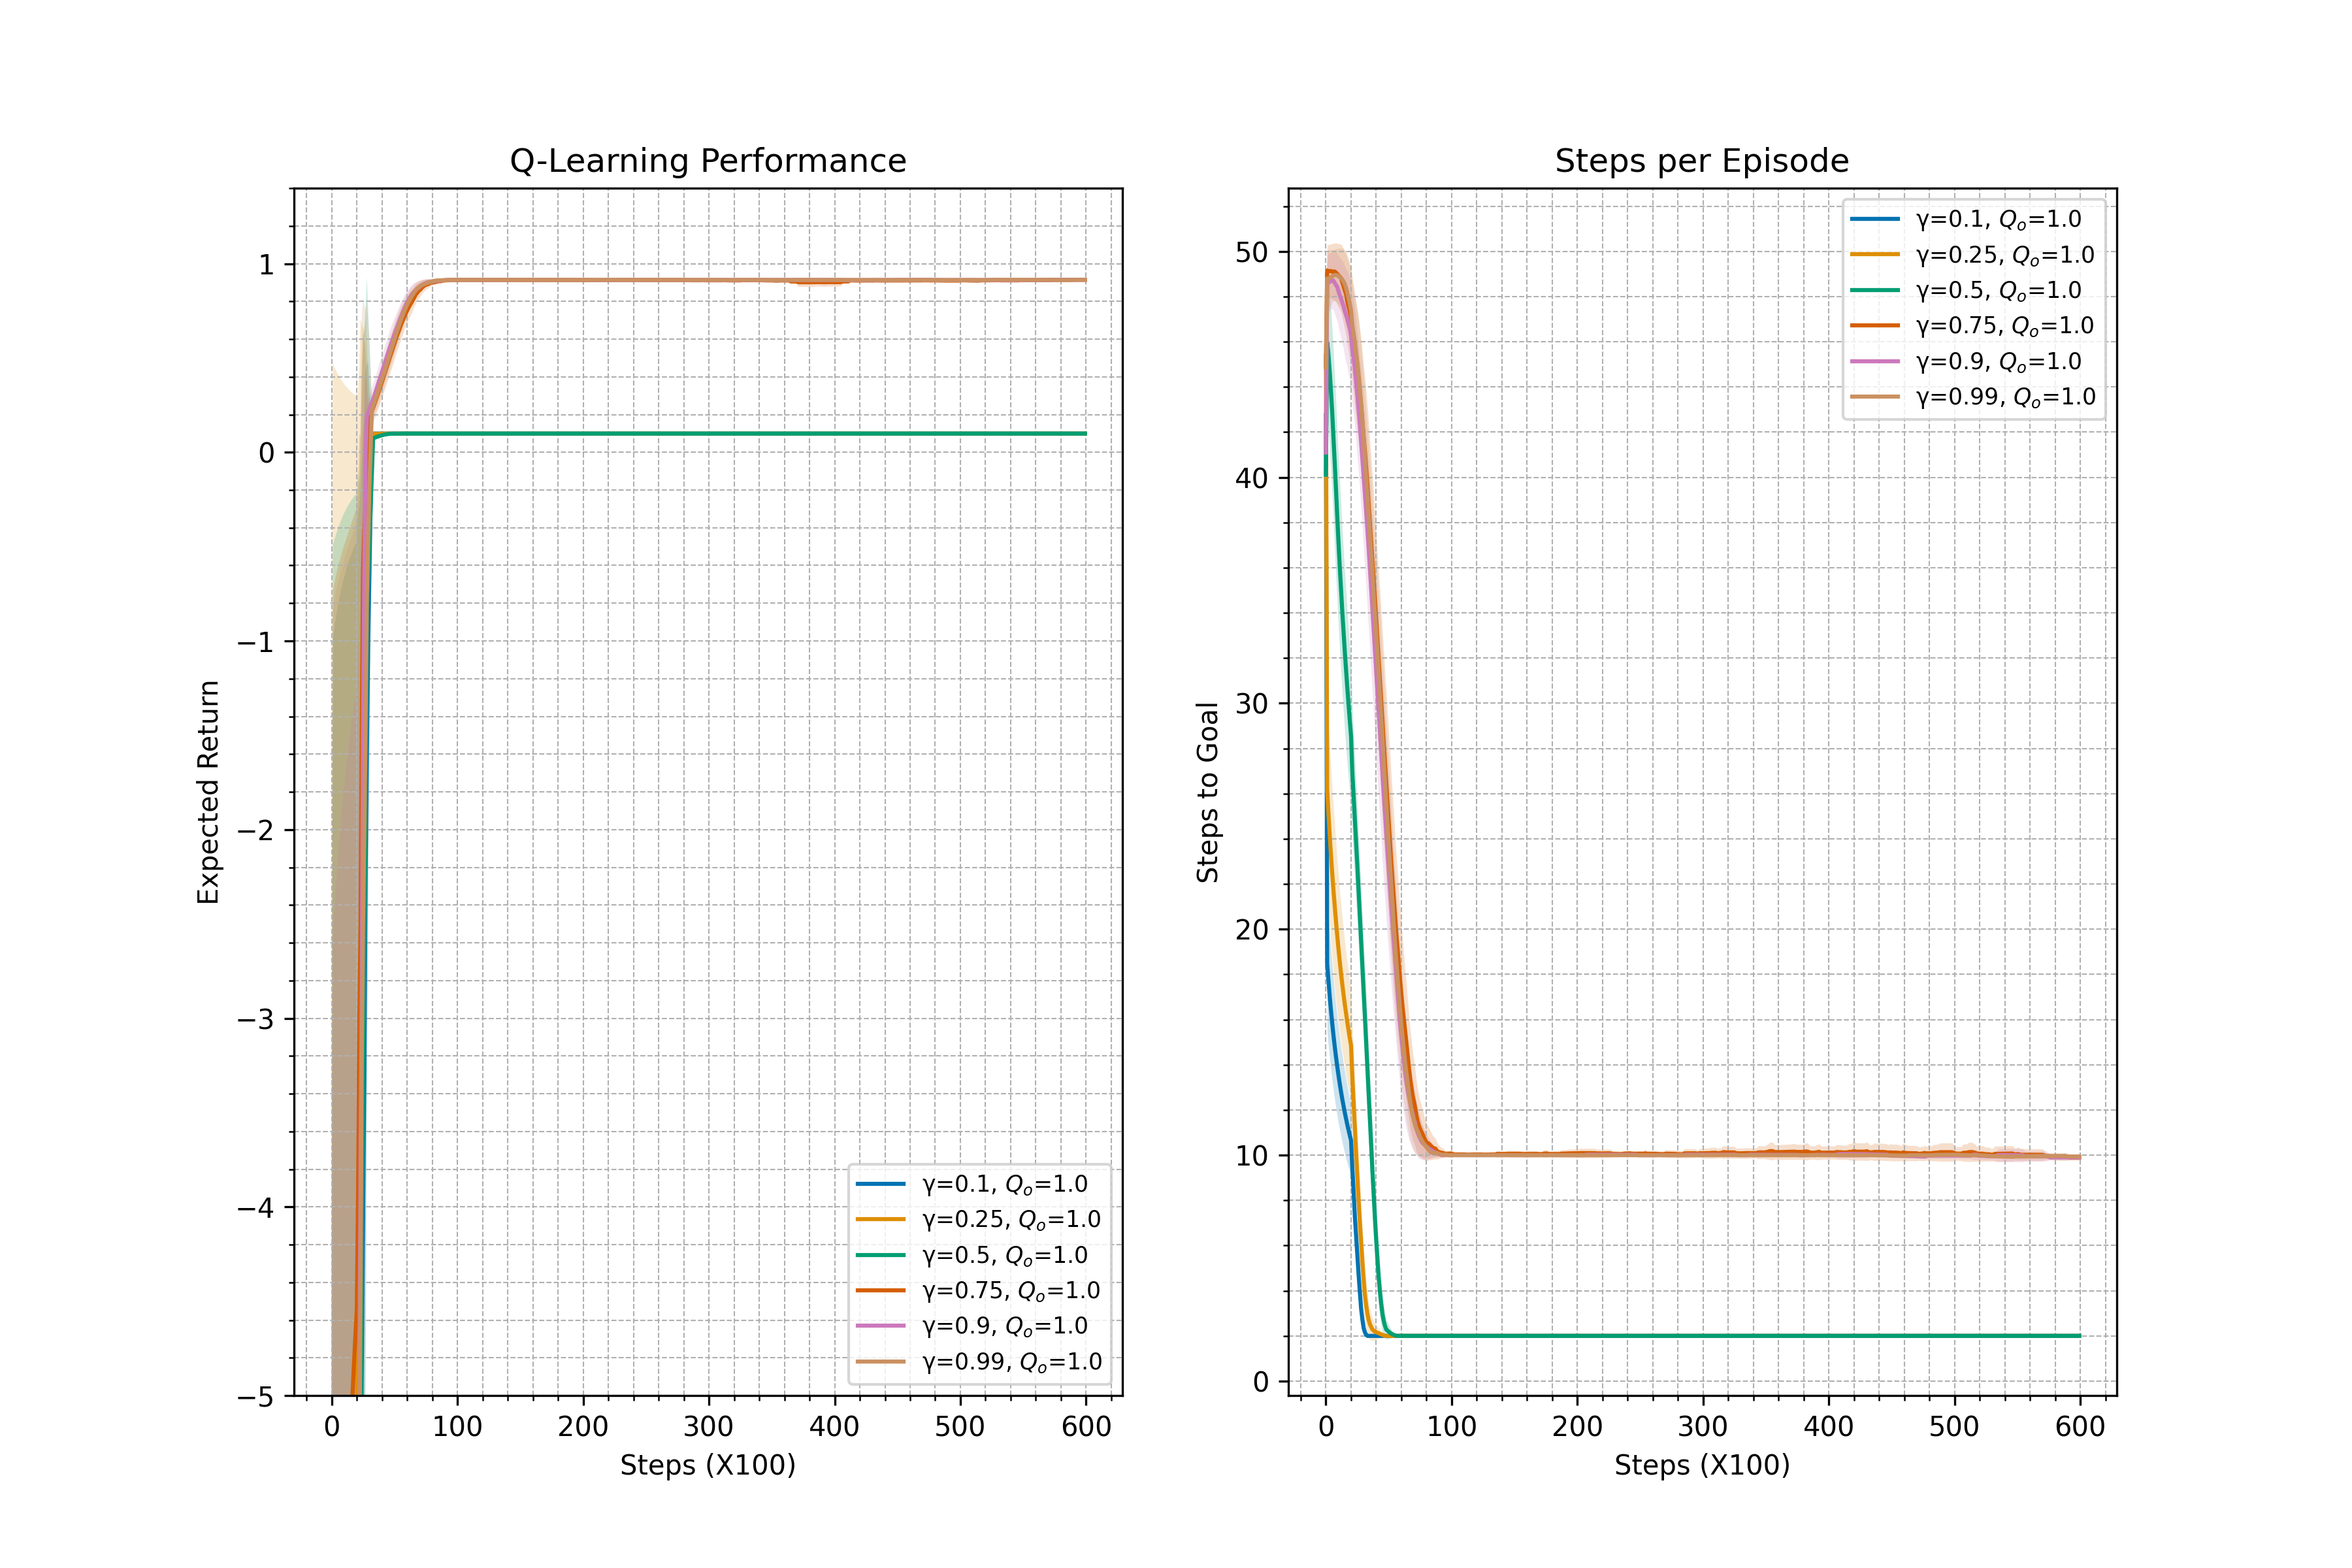 Q-Learning Performance
Expected Return
1
0
−1
−2
−3
−4
−5
0 100 200 300 400 500 600
Steps (X100)
γ=0.1, Qₒ=1.0
γ=0.25, Qₒ=1.0
γ=0.5, Qₒ=1.0
γ=0.75, Qₒ=1.0
γ=0.9, Qₒ=1.0
γ=0.99, Qₒ=1.0
Steps per Episode
Steps to Goal
50
40
30
20
10
0
0 100 200 300 400 500 600
Steps (X100)
γ=0.1, Qₒ=1.0
γ=0.25, Qₒ=1.0
γ=0.5, Qₒ=1.0
γ=0.75, Qₒ=1.0
γ=0.9, Qₒ=1.0
γ=0.99, Qₒ=1.0